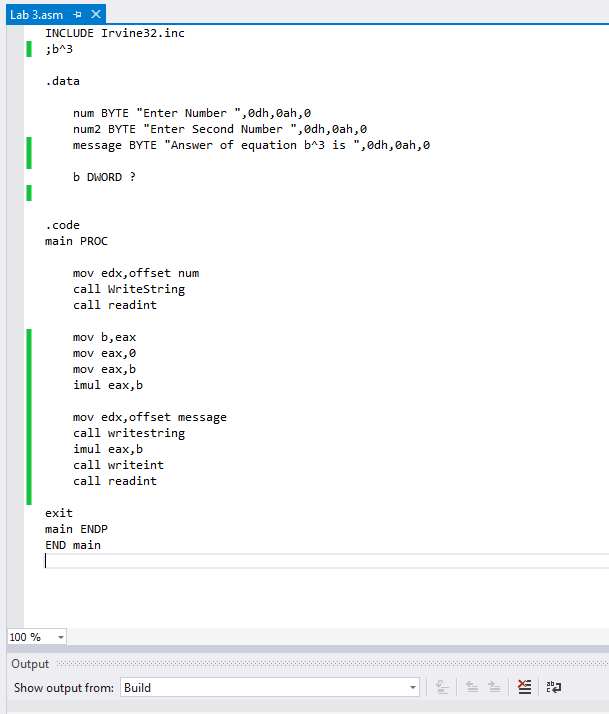 Lab 3.asm
INCLUDE Irvine32.inc
;b^3
.data
num BYTE "Enter Number ",0dh,0ah,0
num2 BYTE "Enter Second Number ",0dh,0ah,0
message BYTE "Answer of equation b^3 is ",0dh,0ah,0
b DWORD ?
.code
main PROC
mov edx,offset num
call WriteString
call readint
mov b,eax
mov eax,0
mov eax,b
imul eax,b
mov edx,offset message
call writestring
imul eax,b
call writeint
call readint
exit
main ENDP
END main
100 %
Output
Show output from: Build